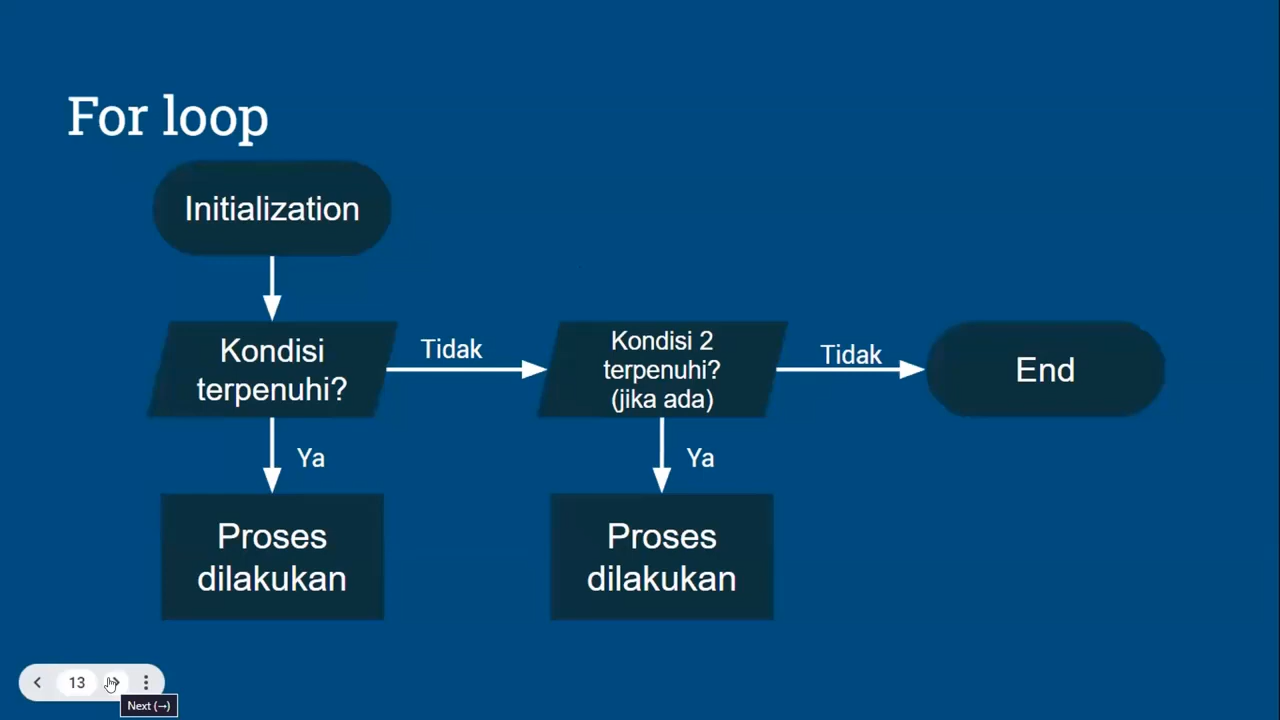 For loop
Initialization
Kondisi
terpenuhi?
Tidak
Kondisi 2
terpenuhi?
(jika ada)
Tidak
End
Ya
Ya
Proses
dilakukan
Proses
dilakukan
13
Next (→)